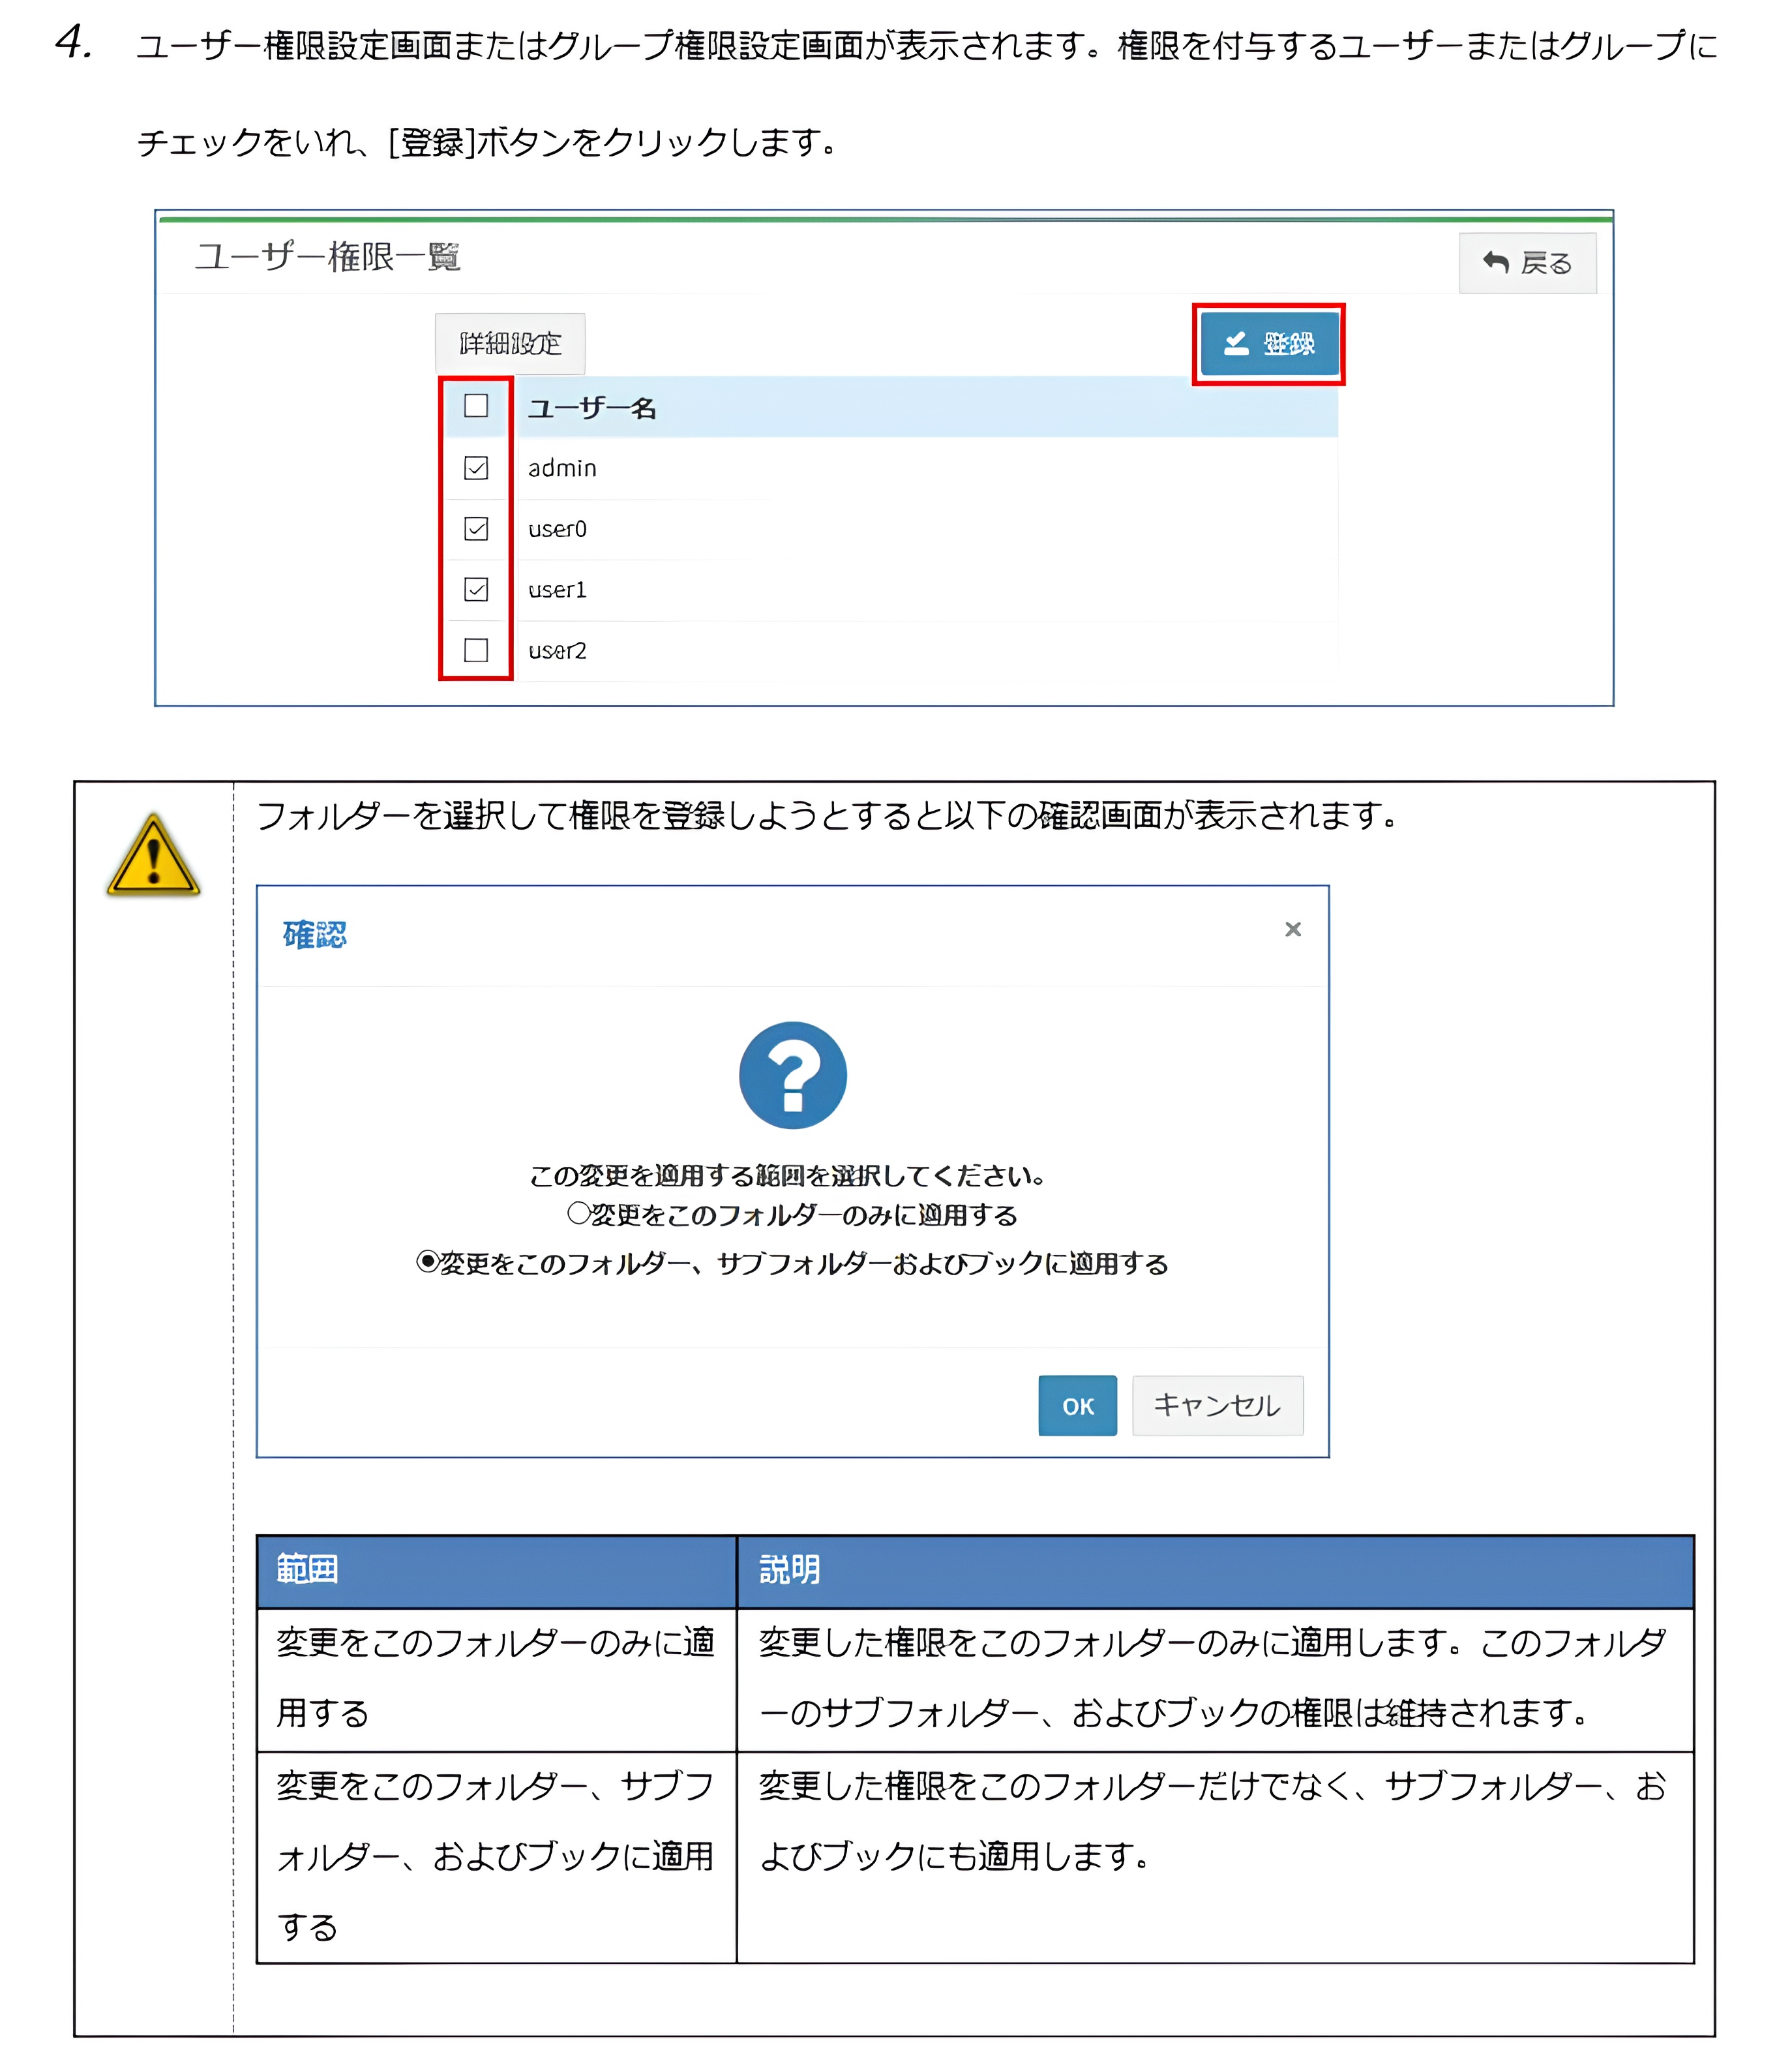 4. ユーザー権限設定画面またはグループ権限設定画面が表示されます。権限を付与するユーザーまたはグループに
チェックをいれ、[登録]ボタンをクリックします。
ユーザー権限一覧
戻る
詳細設定
登録
ユーザー名
admin
user0
user1
user2
フォルダーを選択して権限を登録しようとすると以下の確認画面が表示されます。
確認
×
この変更を適用する範囲を選択してください。
変更をこのフォルダーのみに適用する
変更をこのフォルダー、サブフォルダーおよびブックに適用する
OK
キャンセル
範囲
説明
変更をこのフォルダーのみに適
用する
変更した権限をこのフォルダーのみに適用します。このフォルダ
ーのサブフォルダー、およびブックの権限は維持されます。
変更をこのフォルダー、サブフ
ォルダー、およびブックに適用
する
変更した権限をこのフォルダーだけでなく、サブフォルダー、お
よびブックにも適用します。